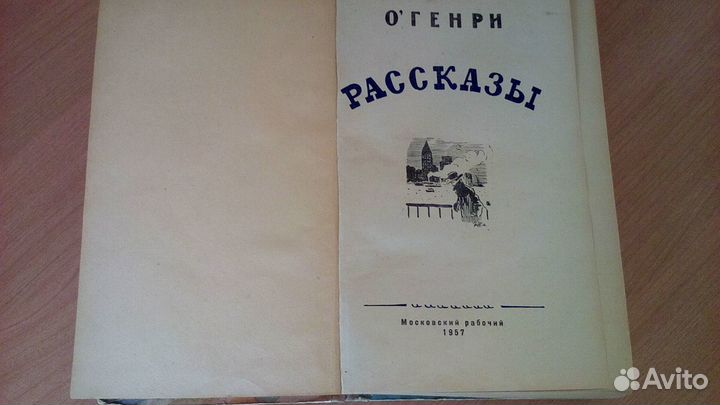 О'ГЕНРИ
РАССКАЗЫ
Московский рабочий
1957
Avito